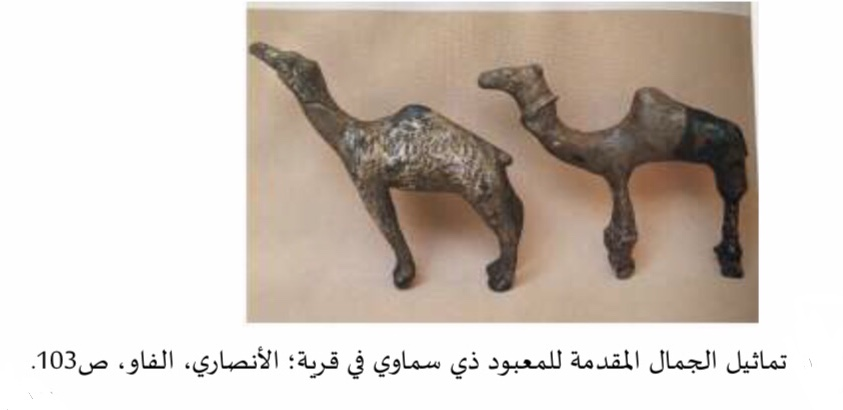 تماثيل الجمال المقدمة للمعبود ذي سماوي في قرية؛ الأنصاري، الفاو، ص103.